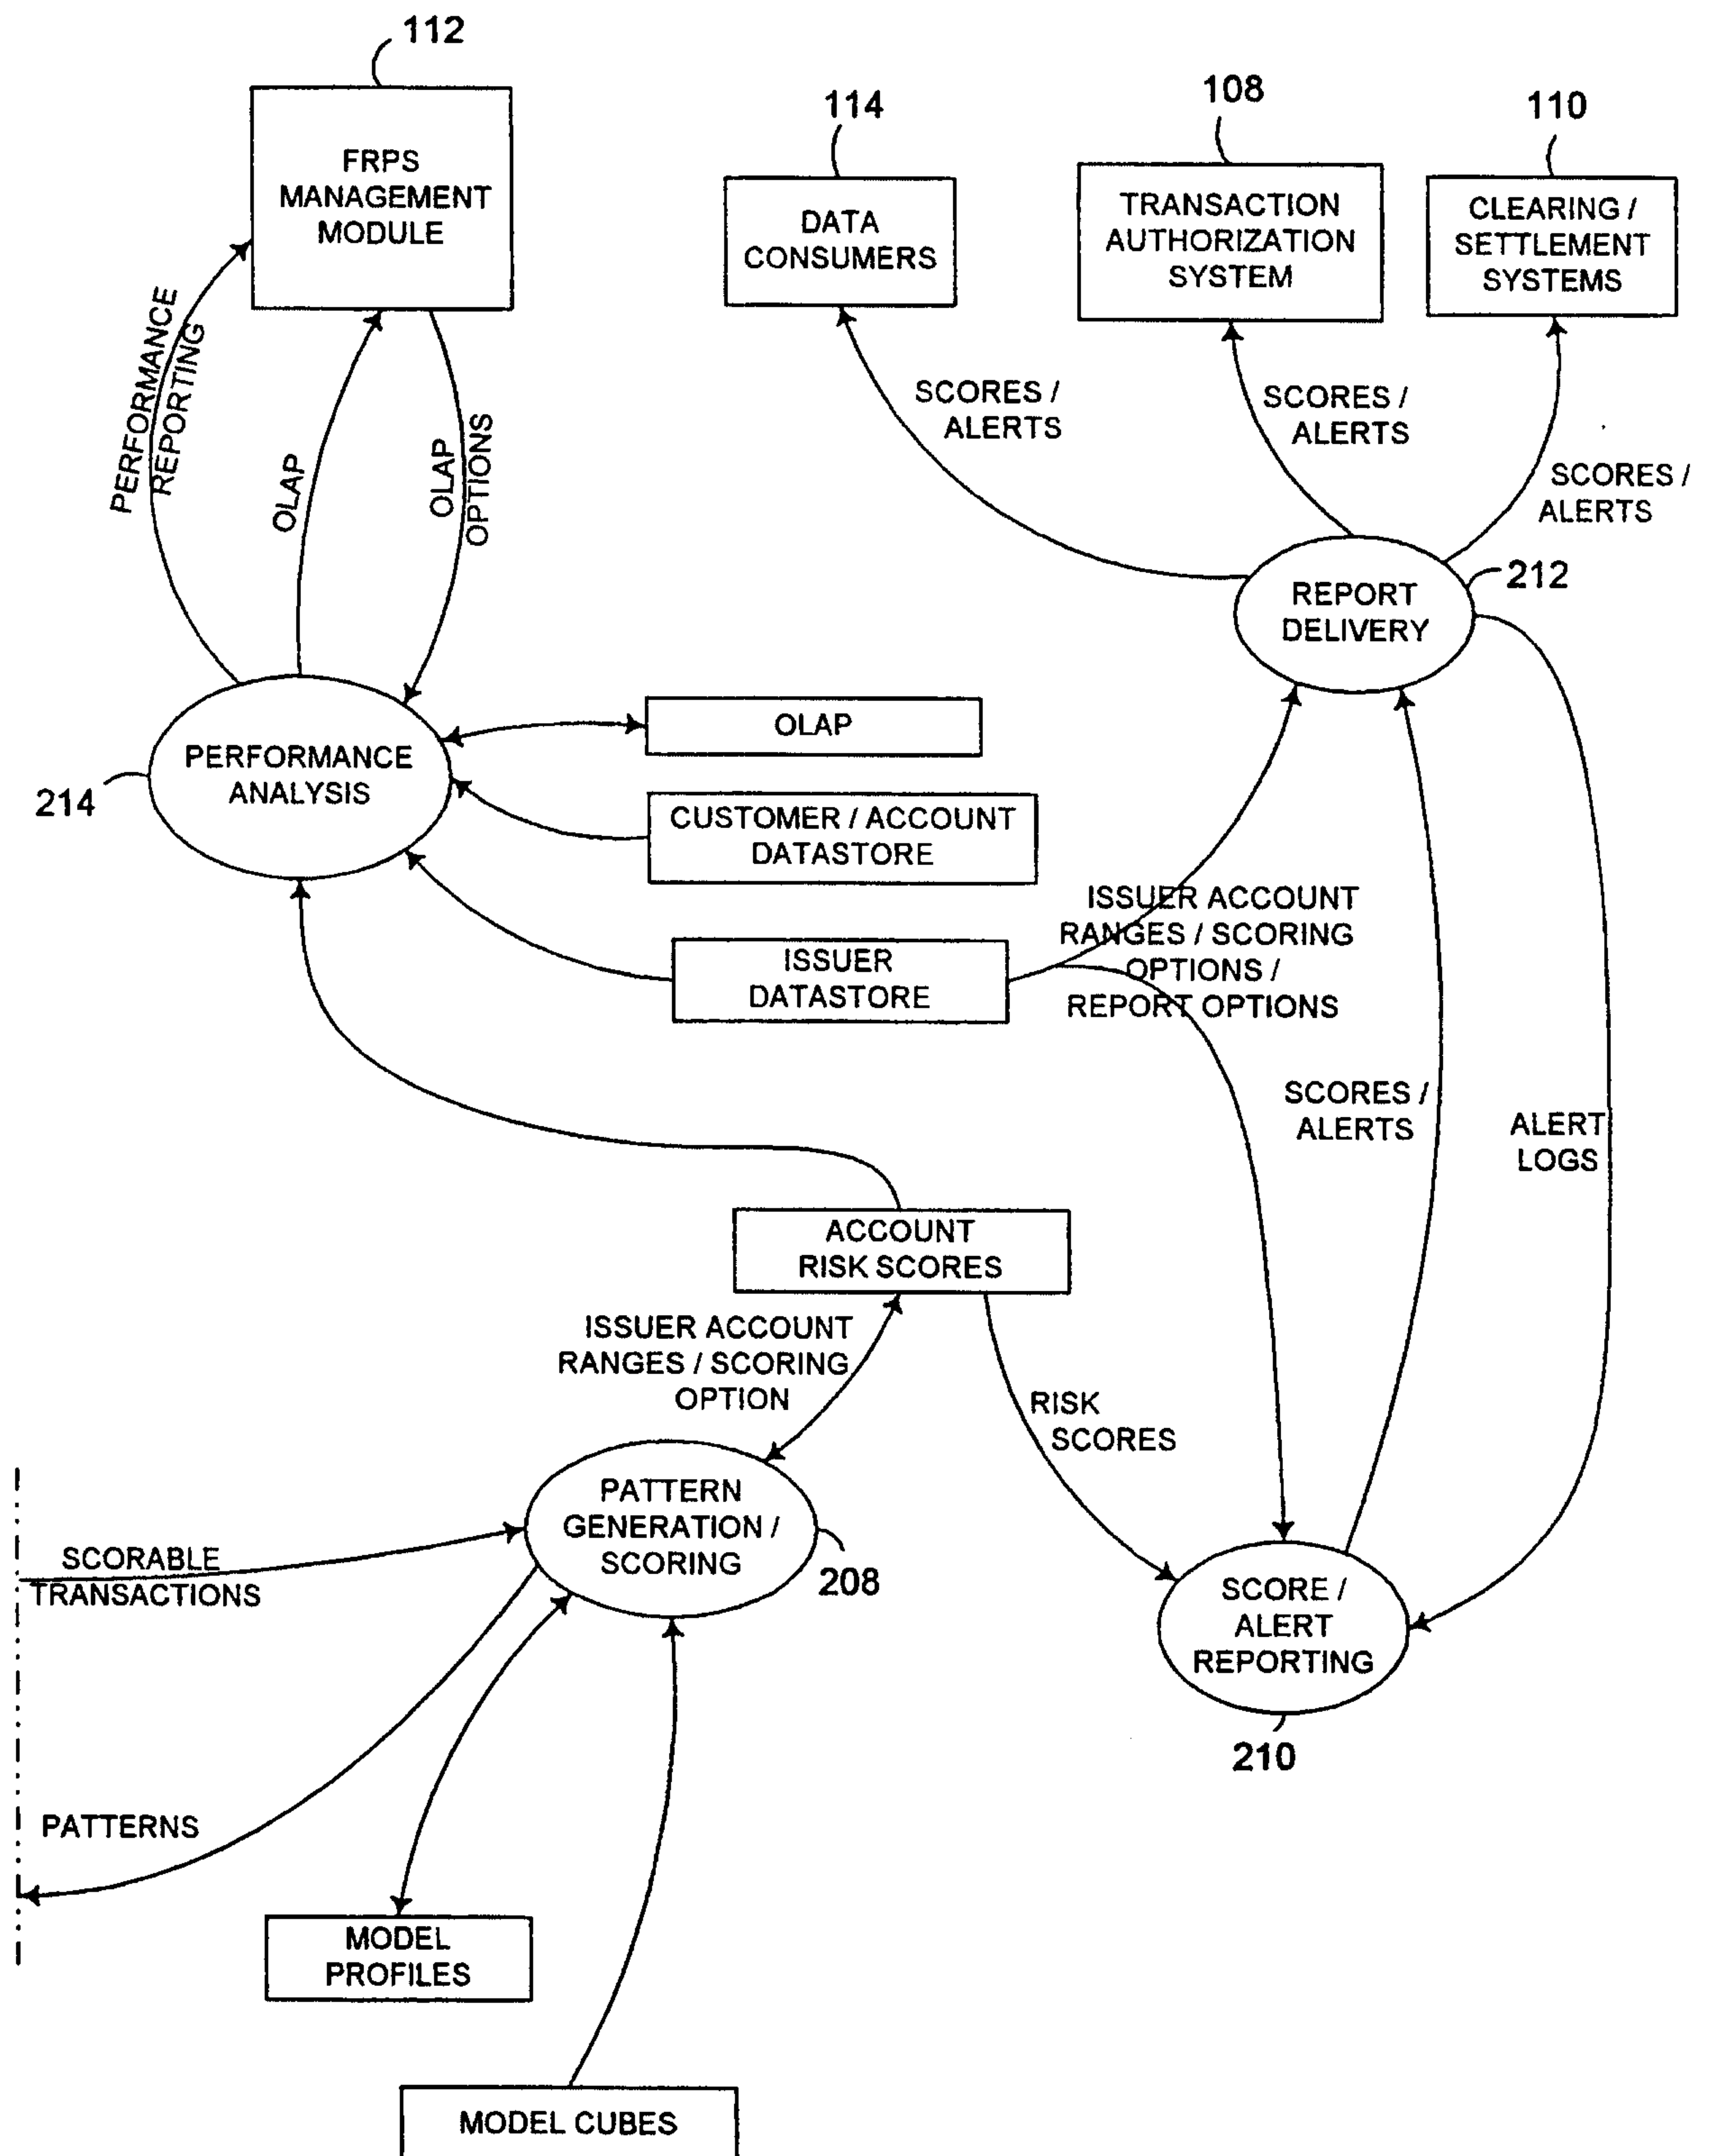 112
FRPS
MANAGEMENT
MODULE
114
DATA
CONSUMERS
108
TRANSACTION
AUTHORIZATION
SYSTEM
110
CLEARING /
SETTLEMENT
SYSTEMS
PERFORMANCE
REPORTING
OLAP
OLAP
OPTIONS
SCORES /
ALERTS
SCORES /
ALERTS
SCORES /
ALERTS
REPORT
DELIVERY
212
PERFORMANCE
ANALYSIS
214
OLAP
CUSTOMER / ACCOUNT
DATASTORE
ISSUER
DATASTORE
ISSUER ACCOUNT
RANGES / SCORING
OPTIONS /
REPORT OPTIONS
SCORES /
ALERTS
ALERT
LOGS
ACCOUNT
RISK SCORES
ISSUER ACCOUNT
RANGES / SCORING
OPTION
RISK
SCORES
PATTERN
GENERATION /
SCORING
208
SCORABLE
TRANSACTIONS
SCORE /
ALERT
REPORTING
210
PATTERNS
MODEL
PROFILES
MODEL CUBES